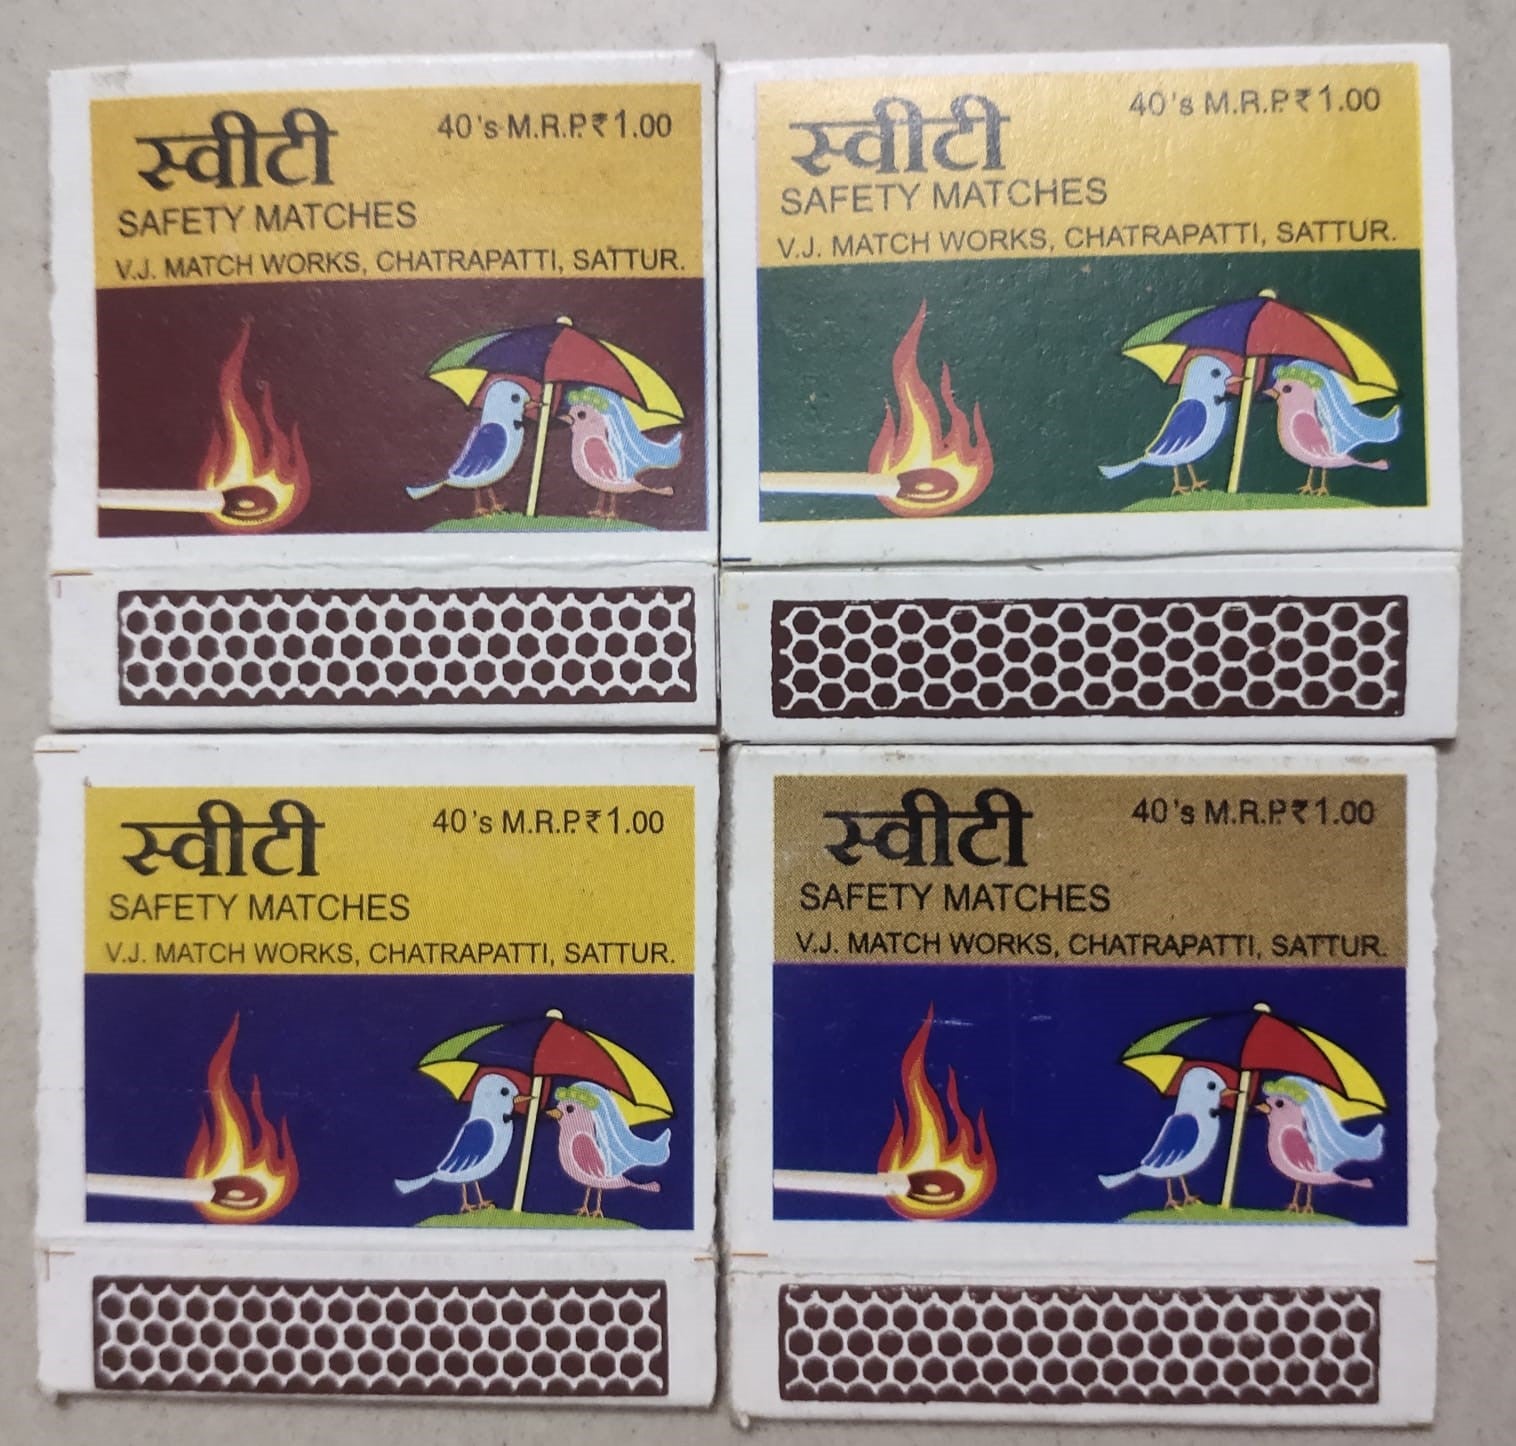 स्वीटी 40's M.R.P. ₹ 1.00
SAFETY MATCHES
V.J. MATCH WORKS, CHATRAPATTI, SATTUR.
स्वीटी 40's M.R.P. ₹ 1.00
SAFETY MATCHES
V.J. MATCH WORKS, CHATRAPATTI, SATTUR.
स्वीटी 40's M.R.P. ₹ 1.00
SAFETY MATCHES
V.J. MATCH WORKS, CHATRAPATTI, SATTUR.
स्वीटी 40's M.R.P. ₹ 1.00
SAFETY MATCHES
V.J. MATCH WORKS, CHATRAPATTI, SATTUR.